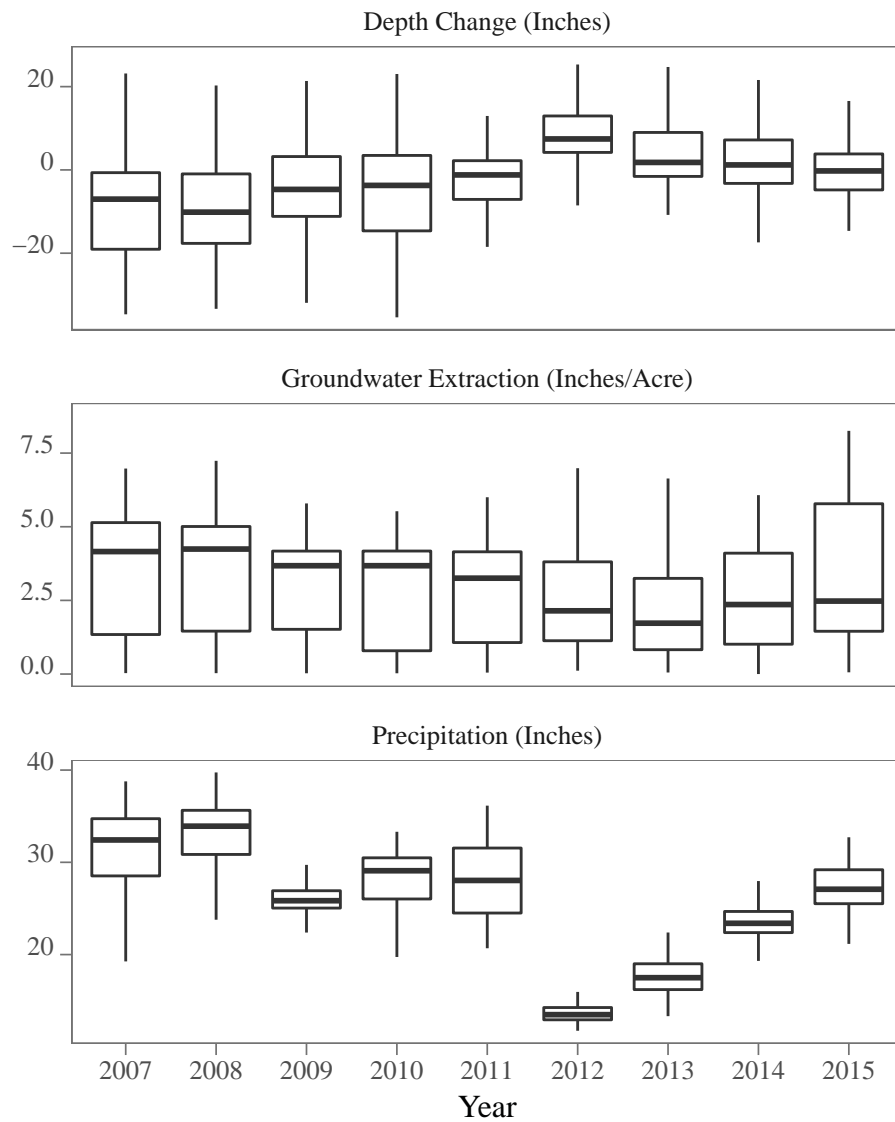 Depth Change (Inches)
20
0
−20
Groundwater Extraction (Inches/Acre)
7.5
5.0
2.5
0.0
Precipitation (Inches)
40
30
20
2007 2008 2009 2010 2011 2012 2013 2014 2015
Year